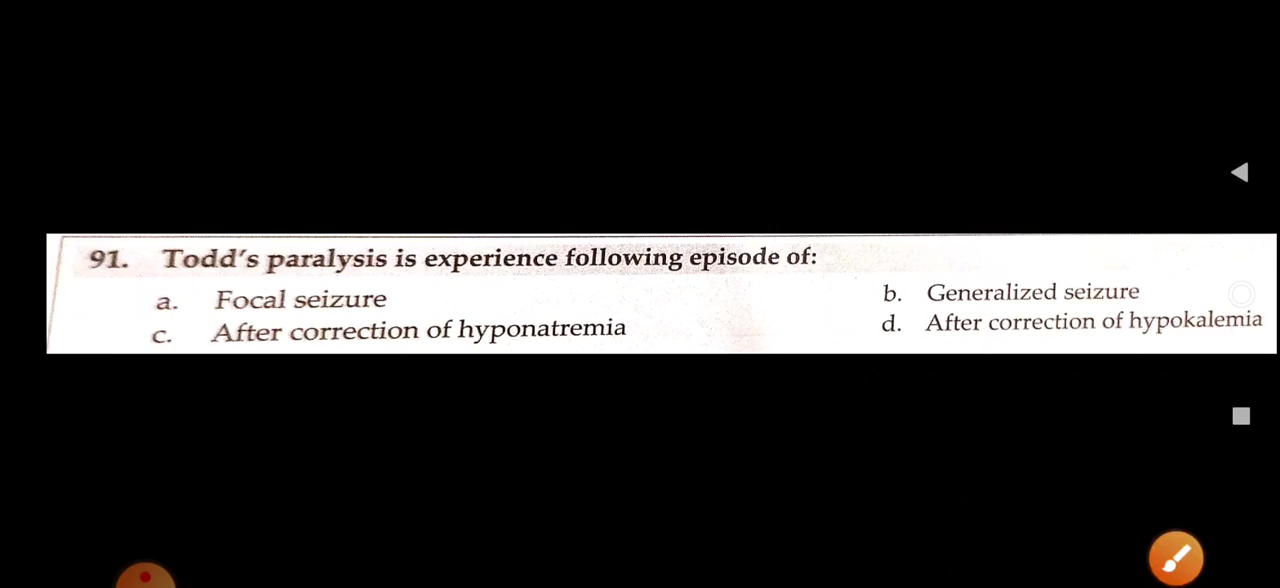 91. Todd's paralysis is experience following episode of:
a. Focal seizure b. Generalized seizure
c. After correction of hyponatremia d. After correction of hypokalemia